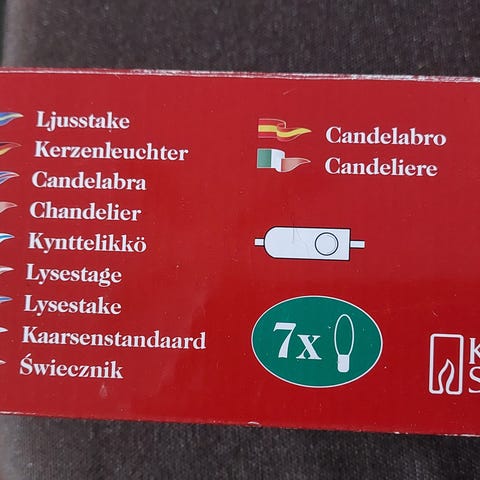 Ljusstake
Kerzenleuchter
Candelabra
Chandelier
Kynttelikkö
Lysestage
Lysestake
Kaarsenstandaard
Świecznik
Candelabro
Candeliere
7x